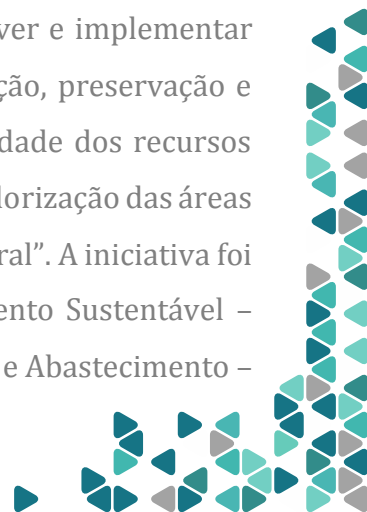 ver e implementar
ção, preservação e
dade dos recursos
lorização das áreas
ral”. A iniciativa foi
ento Sustentável –
e Abastecimento –